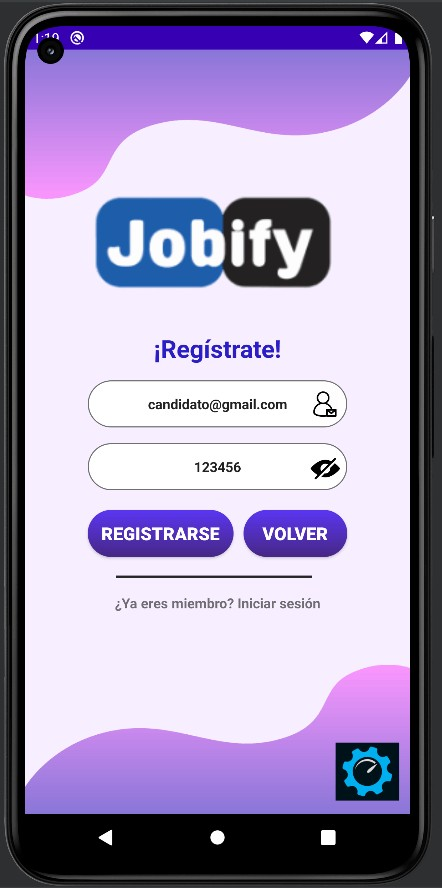 Jobify
¡Regístrate!
candidato@gmail.com
123456
REGISTRARSE VOLVER
¿Ya eres miembro? Iniciar sesión